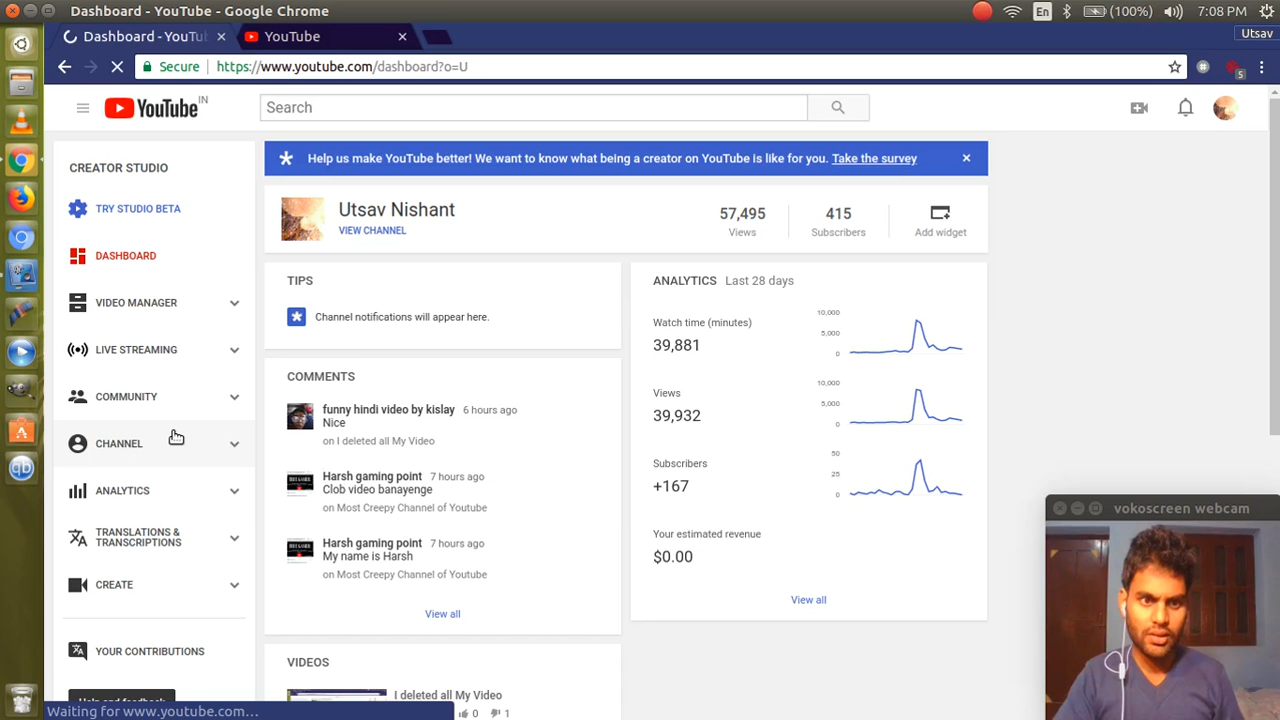 Dashboard - YouTube - Google Chrome
En
(100%)
7:08 PM
Dashboard - YouTu
YouTube
Utsav
Secure
https://www.youtube.com/dashboard?o=U
5
YouTube IN
Search
CREATOR STUDIO
TRY STUDIO BETA
DASHBOARD
VIDEO MANAGER
LIVE STREAMING
COMMUNITY
CHANNEL
ANALYTICS
TRANSLATIONS &
TRANSCRIPTIONS
CREATE
YOUR CONTRIBUTIONS
Help and feedback
Waiting for www.youtube.com...
Help us make YouTube better! We want to know what being a creator on YouTube is like for you. Take the survey
Utsav Nishant
VIEW CHANNEL
57,495
Views
415
Subscribers
Add widget
TIPS
Channel notifications will appear here.
COMMENTS
funny hindi video by kislay 6 hours ago
Nice
on I deleted all My Video
Harsh gaming point 7 hours ago
Clob video banayenge
on Most Creepy Channel of Youtube
Harsh gaming point 7 hours ago
My name is Harsh
on Most Creepy Channel of Youtube
View all
VIDEOS
I deleted all My Video
0 1
ANALYTICS Last 28 days
Watch time (minutes)
39,881
10,000
5,000
0
Views
39,932
10,000
5,000
0
Subscribers
+167
50
25
0
Your estimated revenue
$0.00
View all
vokoscreen webcam